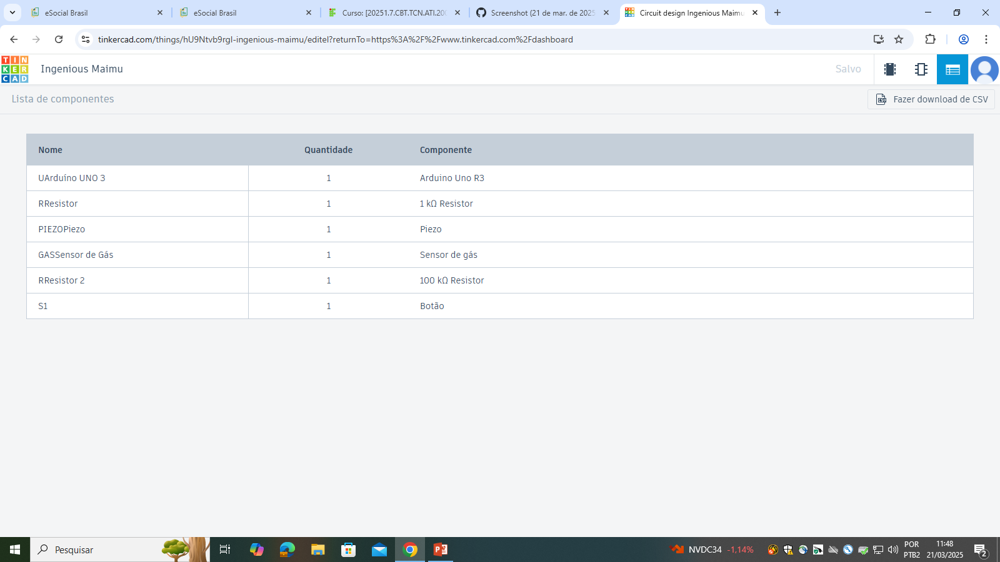 eSocial Brasil
eSocial Brasil
Curso: [20251.7.CBT.TCN.ATI.200
Screenshot (21 de mar. de 2025
Circuit design Ingenious Maimu
tinkercad.com/things/hU9Ntvb9rgl-ingenious-maimu/editel?returnTo=https%3A%2F%2Fwww.tinkercad.com%2Fdashboard
TIN
KER
CAD
Ingenious Maimu
Salvo
Lista de componentes
Fazer download de CSV
Nome Quantidade Componente
UArduíno UNO 3 1 Arduino Uno R3
RResistor 1 1 kΩ Resistor
PIEZOPiezo 1 Piezo
GASSensor de Gás 1 Sensor de gás
RResistor 2 1 100 kΩ Resistor
S1 1 Botão
Pesquisar
NVDC34 -1,14%
POR
PTB2
11:48
21/03/2025
2